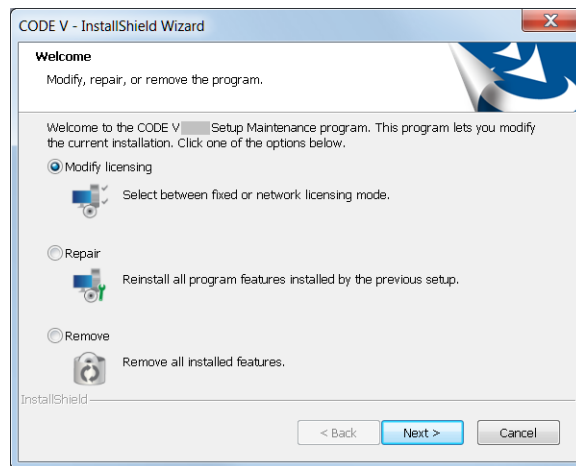 CODE V - InstallShield Wizard
Welcome
Modify, repair, or remove the program.
Welcome to the CODE V Setup Maintenance program. This program lets you modify
the current installation. Click one of the options below.
Modify licensing
Select between fixed or network licensing mode.
Repair
Reinstall all program features installed by the previous setup.
Remove
Remove all installed features.
InstallShield
< Back
Next >
Cancel